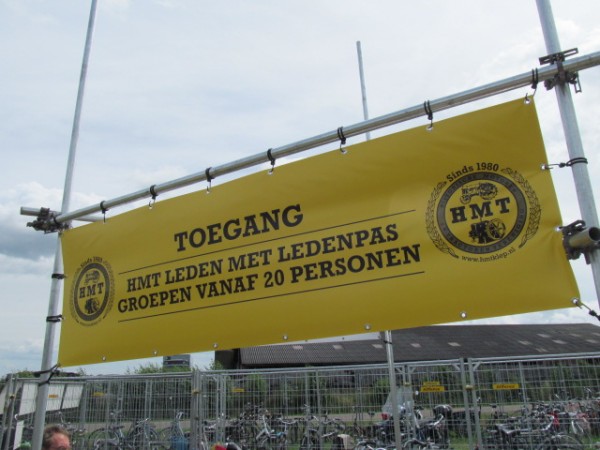 TOEGANG
HMT LEDEN MET LEDENPAS
GROEPEN VANAF 20 PERSONEN
HMT
Sinds 1980
HMT
www.hmtklep.nl